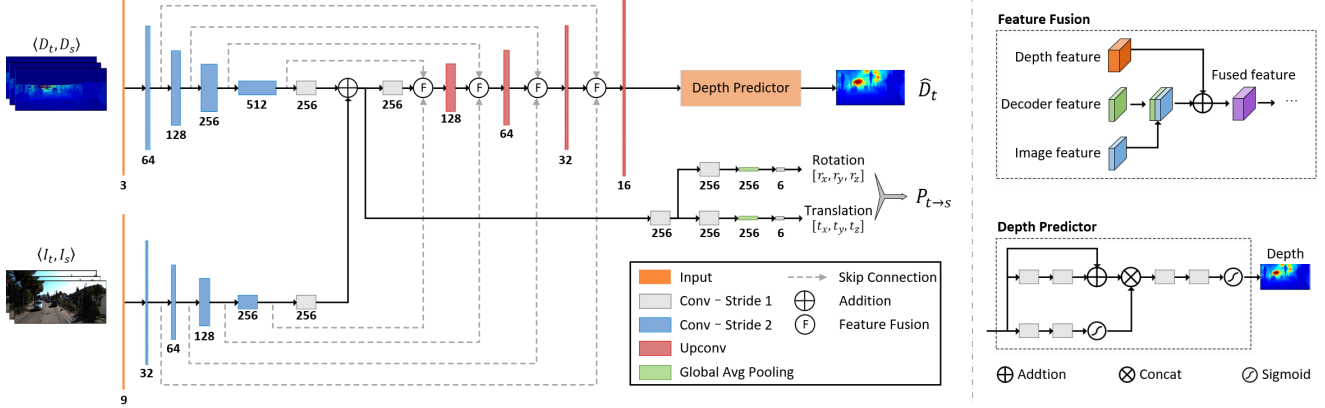 ⟨D_t, D_s⟩
3
64
128
256
512
256
256
F
128
F
64
F
32
F
16
Depth Predictor
D̂_t
256
256
256
6
Rotation
[r_x, r_y, r_z]
256
256
6
Translation
[t_x, t_y, t_z]
P_{t→s}
⟨I_t, I_s⟩
9
32
64
128
256
256
Input
Conv – Stride 1
Conv – Stride 2
Upconv
Global Avg Pooling
Skip Connection
Addition
F Feature Fusion
Feature Fusion
Depth feature
Decoder feature
Image feature
Fused feature
...
Depth Predictor
Depth
Addtion
Concat
Sigmoid